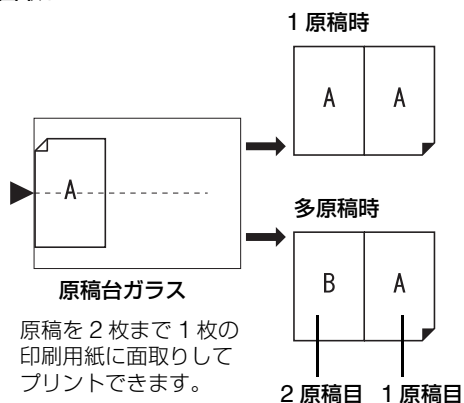 1 原稿時
A A
A
原稿台ガラス
原稿を 2 枚まで 1 枚の
印刷用紙に面取りして
プリントできます。
多原稿時
B A
2 原稿目 1 原稿目